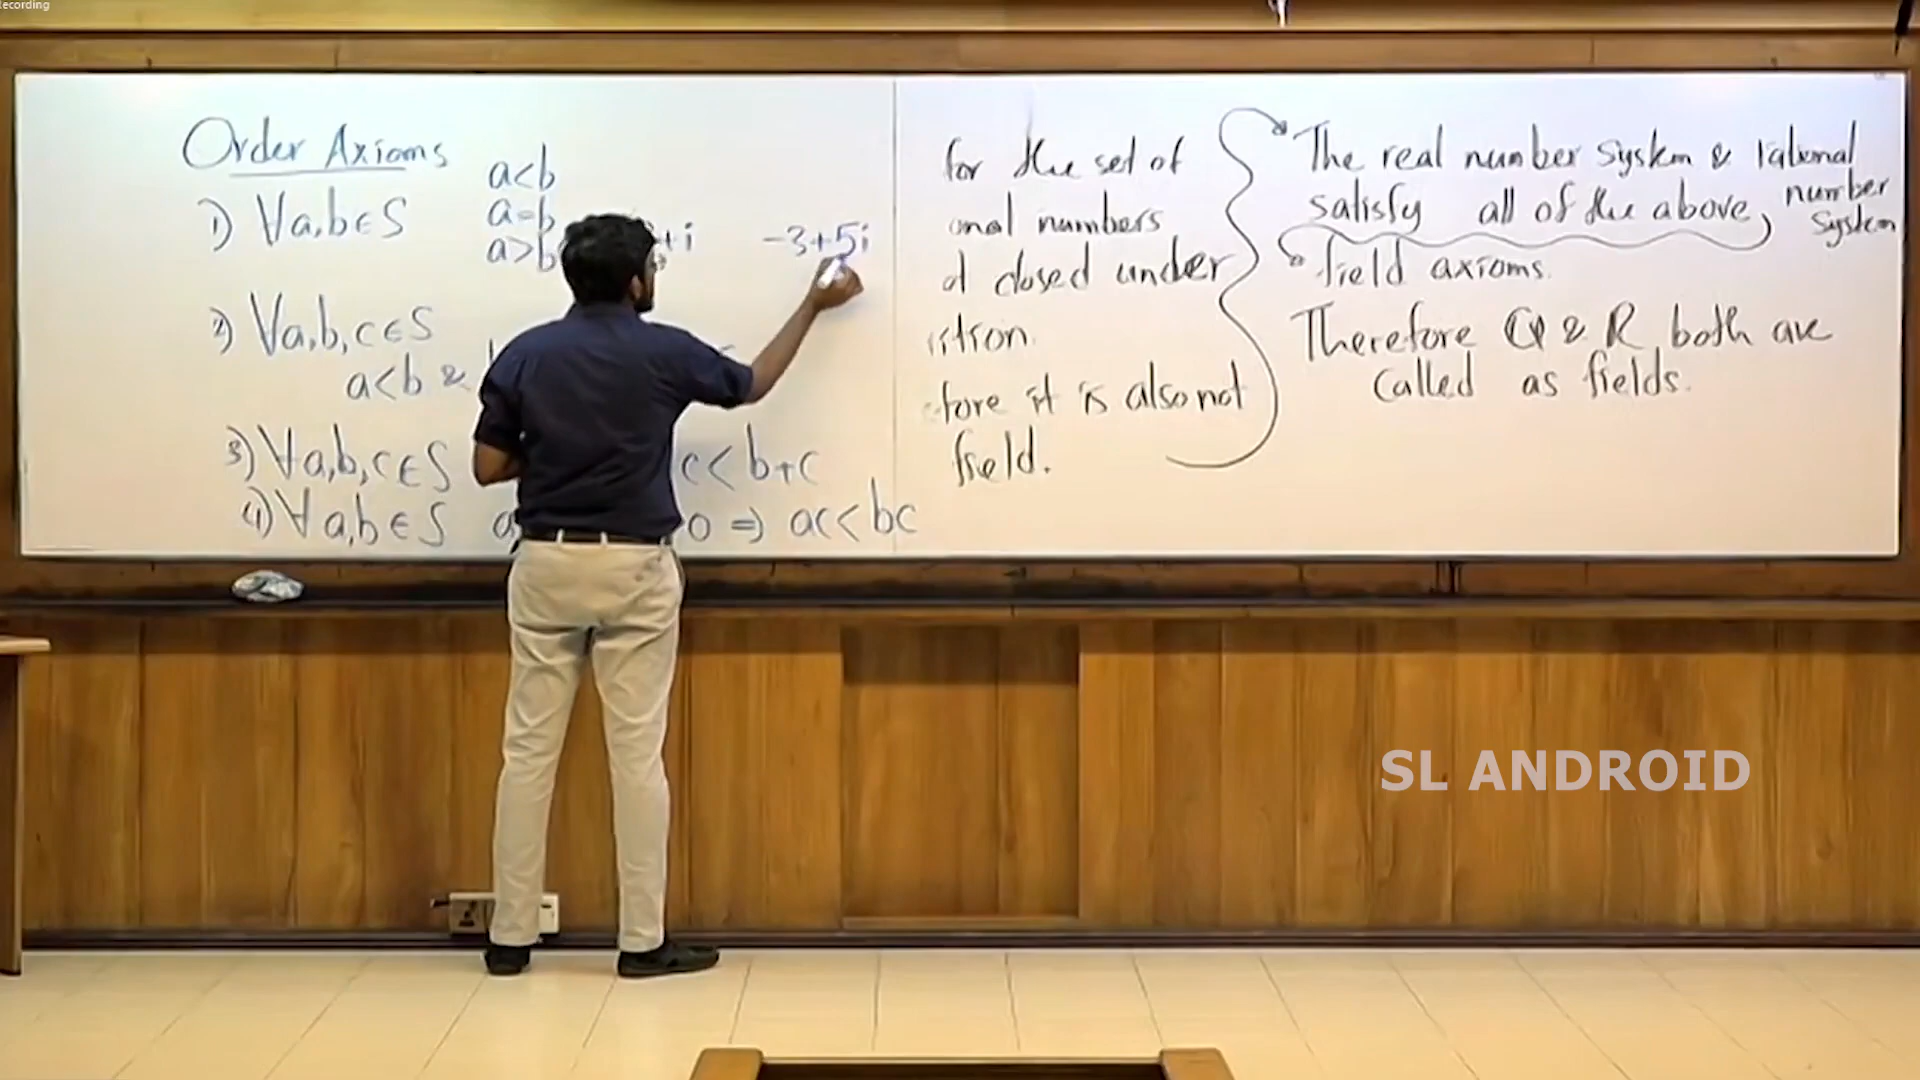 ecording
Order Axioms
1) ∀a,b∈S
a<b
a=b
a>b
+i
-3+5i
2) ∀a,b,c∈S
a<b &
3) ∀a,b,c∈S
c<b+c
4) ∀a,b∈S a
0 ⇒ ac<bc
for the set of
onal numbers
d closed under
ition
fore it is also not
field.
The real number system & rational
number
system
satisfy all of the above,
field axioms.
Therefore Q & R both are
called as fields.
SL ANDROID